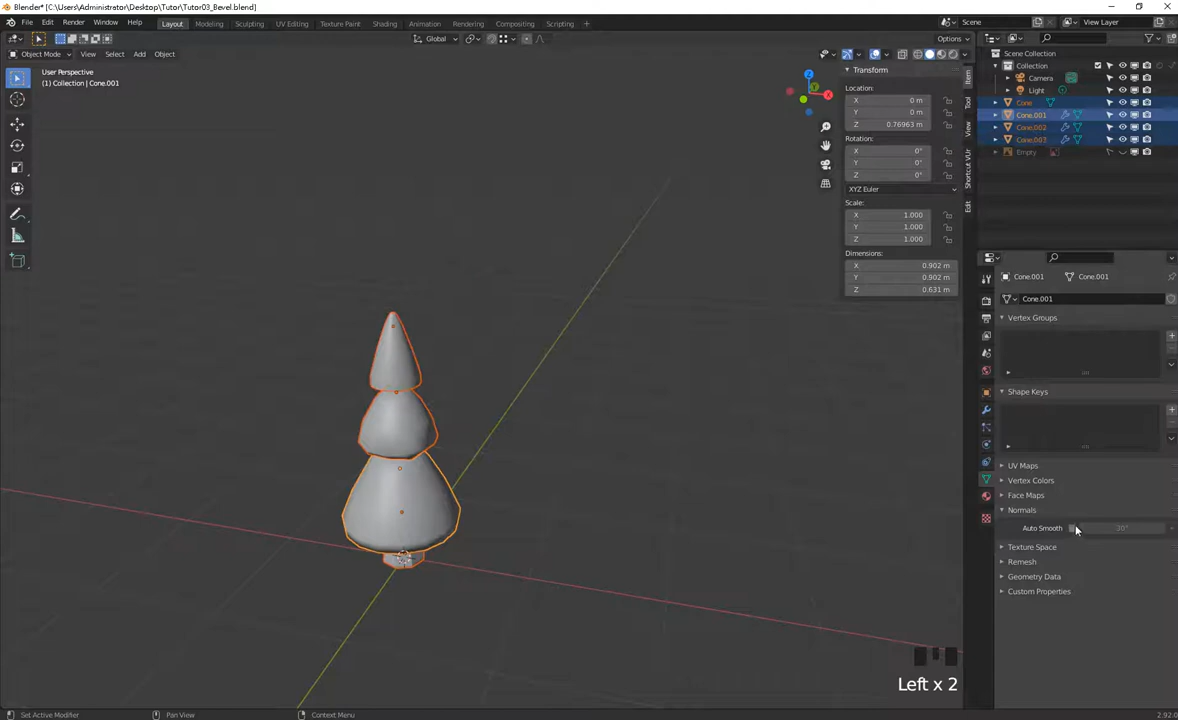 Blender* [C:\Users\Administrator\Desktop\Tutor\Tutor03_Bevel.blend]
File Edit Render Window Help Layout Modeling Sculpting UV Editing Texture Paint Shading Animation Rendering Compositing Scripting Scene View Layer
Global Options
Object Mode View Select Add Object
User Perspective
(1) Collection | Cone.001
Z
Y
X
Transform
Location:
X 0 m
Y 0 m
Z 0.76963 m
Rotation:
X 0°
Y 0°
Z 0°
XYZ Euler
Scale:
X 1.000
Y 1.000
Z 1.000
Dimensions:
X 0.902 m
Y 0.902 m
Z 0.631 m
Item
Tool
View
Shortcut VUr
Edit
Scene Collection
Collection
Camera
Light
Cone
Cone.001
Cone.002
Cone.003
Empty
Cone.001 Cone.001
Cone.001
Vertex Groups
Shape Keys
UV Maps
Vertex Colors
Face Maps
Normals
Auto Smooth 30°
Texture Space
Remesh
Geometry Data
Custom Properties
Left x 2
Set Active Modifier Pan View Context Menu 2.92.0